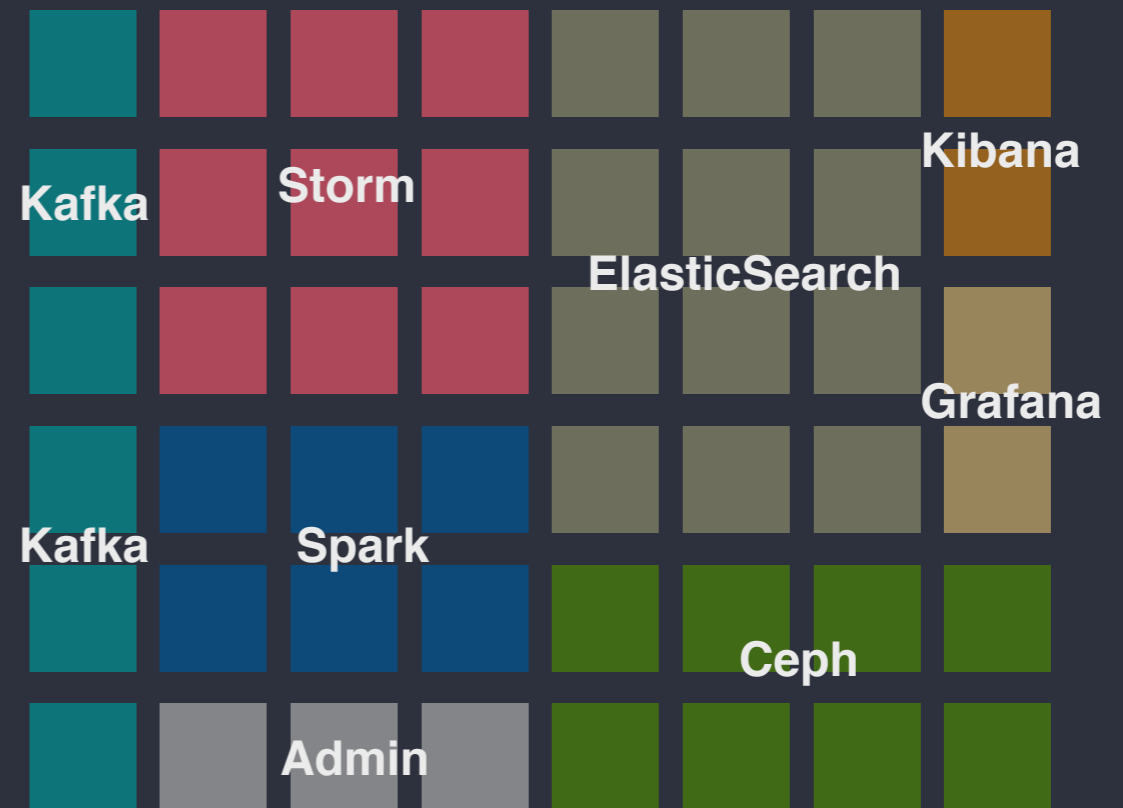 Kibana
Kafka
Storm
ElasticSearch
Grafana
Kafka
Spark
Ceph
Admin